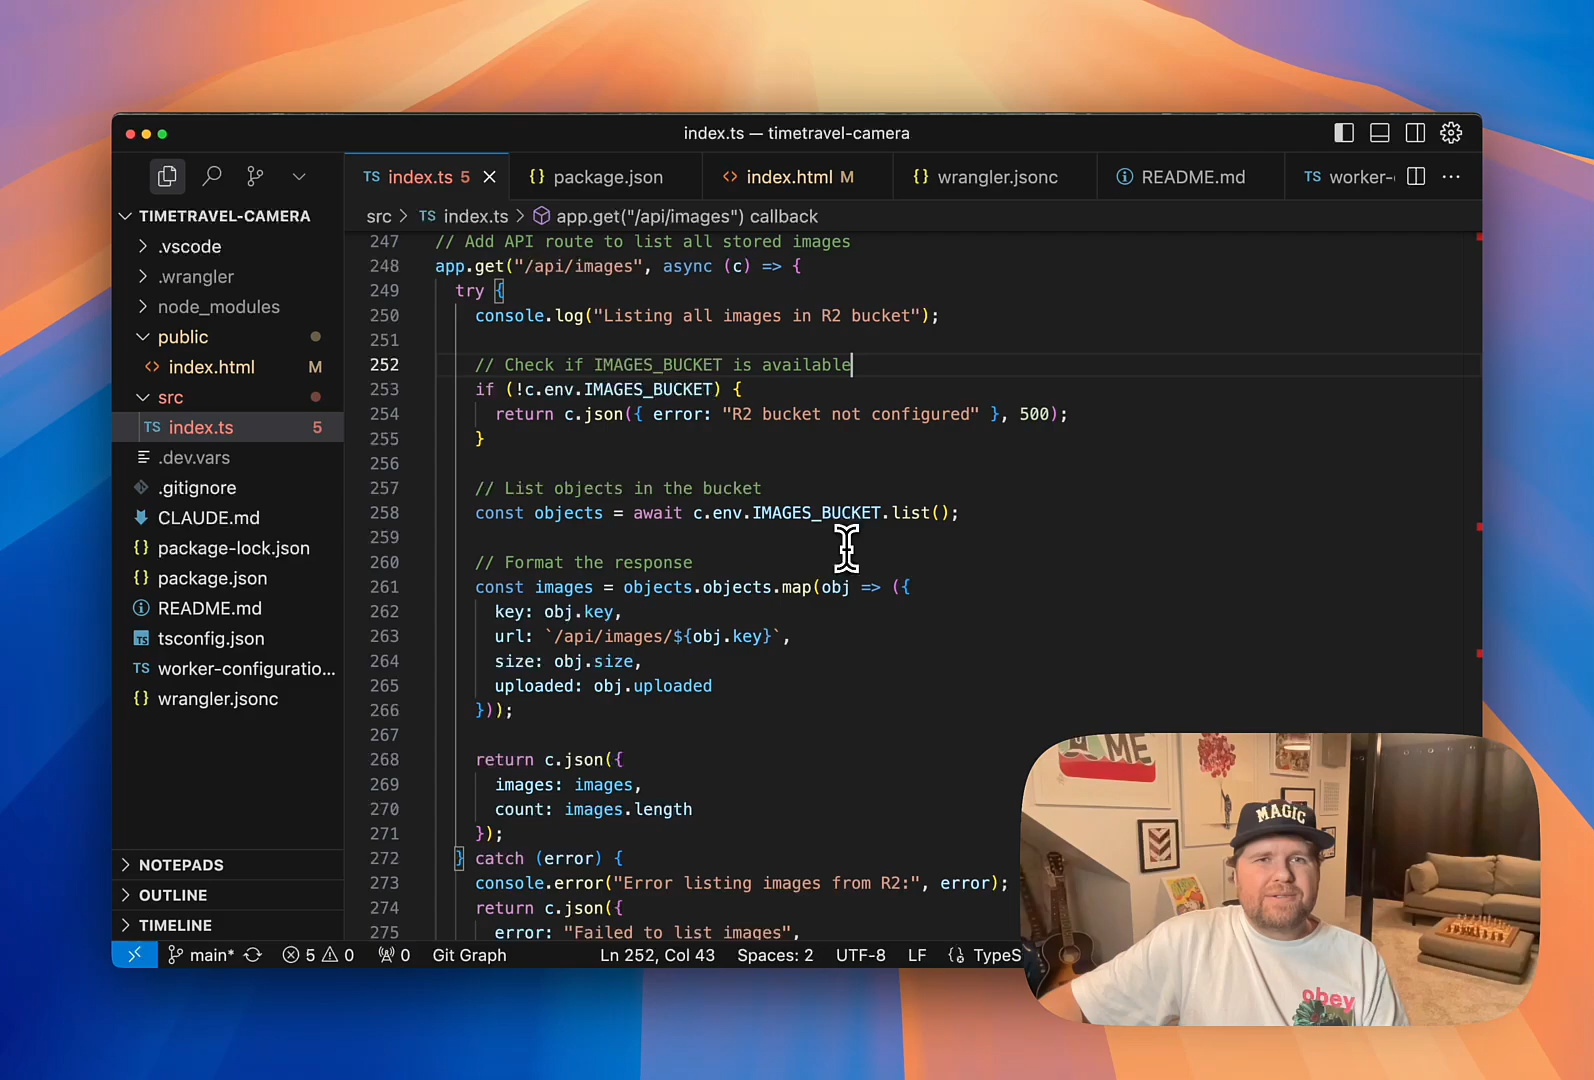 index.ts — timetravel-camera
TS index.ts 5
{} package.json
<> index.html M
{} wrangler.jsonc
README.md
TS worker-
src > TS index.ts > app.get("/api/images") callback
TIMETRAVEL-CAMERA
.vscode
.wrangler
node_modules
public
<> index.html M
src
TS index.ts 5
.dev.vars
.gitignore
CLAUDE.md
{} package-lock.json
{} package.json
README.md
TS tsconfig.json
TS worker-configuratio...
{} wrangler.jsonc
NOTEPADS
OUTLINE
TIMELINE
247 // Add API route to list all stored images
248 app.get("/api/images", async (c) => {
249 try {
250 console.log("Listing all images in R2 bucket");
251
252 // Check if IMAGES_BUCKET is available
253 if (!c.env.IMAGES_BUCKET) {
254 return c.json({ error: "R2 bucket not configured" }, 500);
255 }
256
257 // List objects in the bucket
258 const objects = await c.env.IMAGES_BUCKET.list();
259
260 // Format the response
261 const images = objects.objects.map(obj => ({
262 key: obj.key,
263 url: `/api/images/${obj.key}`,
264 size: obj.size,
265 uploaded: obj.uploaded
266 }));
267
268 return c.json({
269 images: images,
270 count: images.length
271 });
272 } catch (error) {
273 console.error("Error listing images from R2:", error);
274 return c.json({
275 error: "Failed to list images",
main* 5 0 0 Git Graph Ln 252, Col 43 Spaces: 2 UTF-8 LF {} TypeS
ME
MAGIC
obey